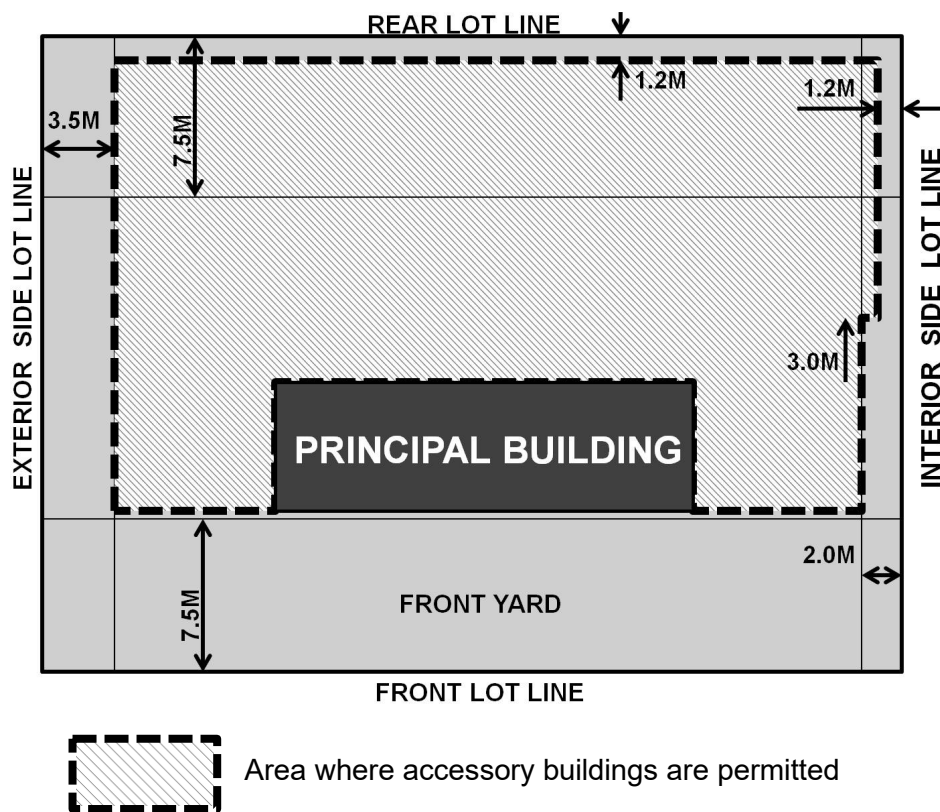 REAR LOT LINE
1.2M
1.2M
3.5M
7.5M
EXTERIOR SIDE LOT LINE
INTERIOR SIDE LOT LINE
3.0M
PRINCIPAL BUILDING
2.0M
7.5M
FRONT YARD
FRONT LOT LINE
Area where accessory buildings are permitted